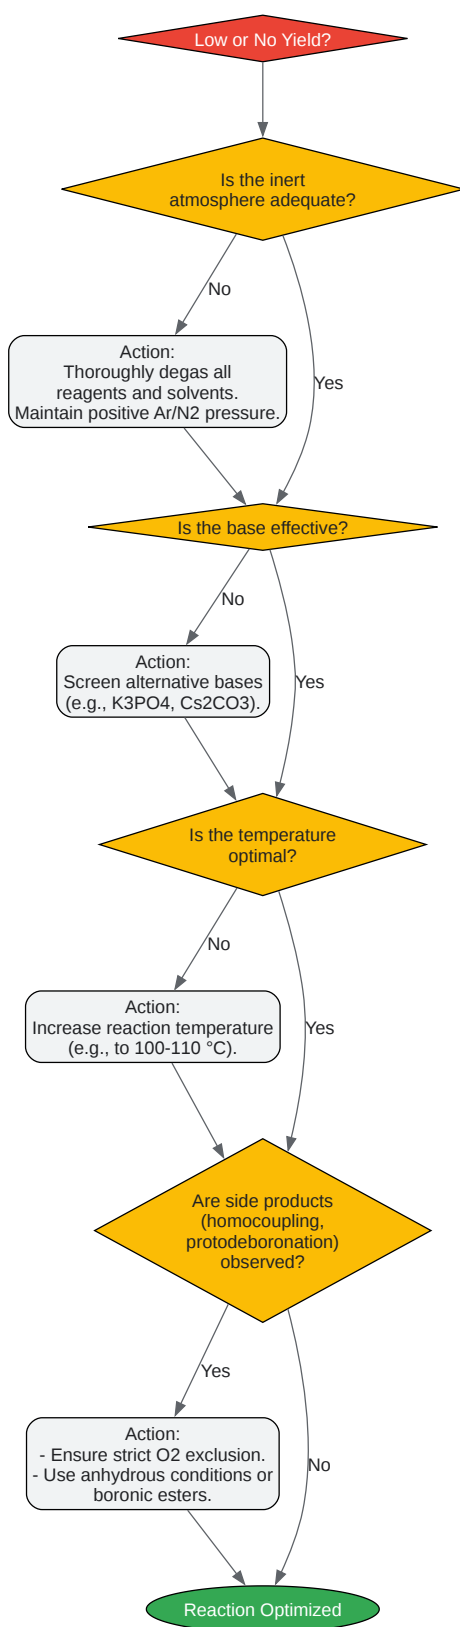 Low or No Yield?
Is the inert
atmosphere adequate?
No
Action:
Thoroughly degas all
reagents and solvents.
Maintain positive Ar/N2 pressure.
Yes
Is the base effective?
No
Action:
Screen alternative bases
(e.g., K3PO4, Cs2CO3).
Yes
Is the temperature
optimal?
No
Action:
Increase reaction temperature
(e.g., to 100-110 °C).
Yes
Are side products
(homocoupling,
protodeboronation)
observed?
Yes
Action:
- Ensure strict O2 exclusion.
- Use anhydrous conditions or
boronic esters.
No
Reaction Optimized